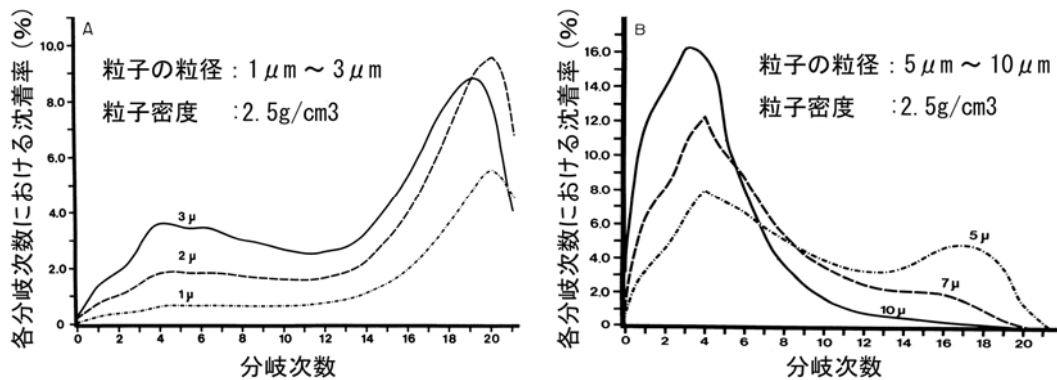 各分岐次数における沈着率 (%)
A
粒子の粒径：1μm～3μm
粒子密度　：2.5g/cm3
10.0
8.0
6.0
4.0
2.0
0
3μ
2μ
1μ
0 2 4 6 8 10 12 14 16 18 20
分岐次数
各分岐次数における沈着率 (%)
B
粒子の粒径：5μm～10μm
粒子密度　：2.5g/cm3
16.0
14.0
12.0
10.0
8.0
6.0
4.0
2.0
0
5μ
7μ
10μ
0 2 4 6 8 10 12 14 16 18 20
分岐次数